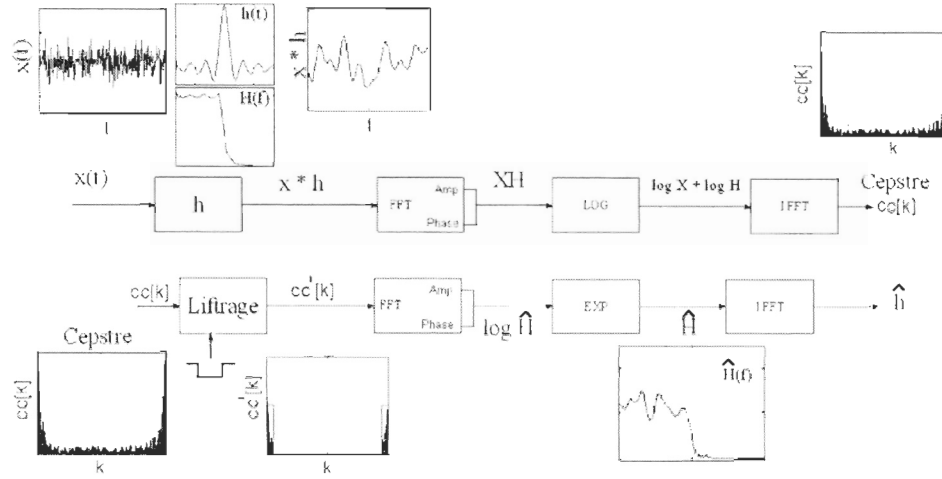 x(t)
t
h(t)
H(f)
x * h
t
cc[k]
k
x(t)
h
x * h
FFT
Amp
Phase
XH
LOG
log X + log H
IFFT
Cepstre
cc[k]
cc[k]
Liftrage
cc'[k]
FFT
Amp
Phase
log Ĥ
EXP
Ĥ
IFFT
ĥ
Cepstre
cc[k]
k
cc'[k]
k
Ĥ(f)